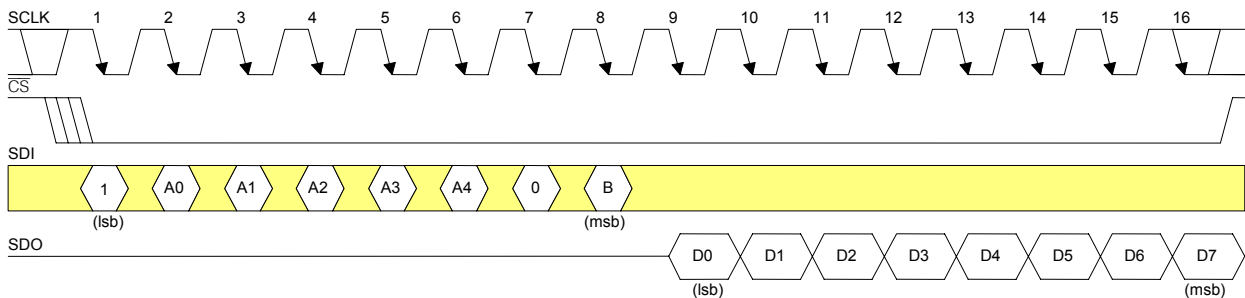 SCLK 1 2 3 4 5 6 7 8 9 10 11 12 13 14 15 16
CS
SDI
1 A0 A1 A2 A3 A4 0 B
(lsb) (msb)
SDO
D0 D1 D2 D3 D4 D5 D6 D7
(lsb) (msb)